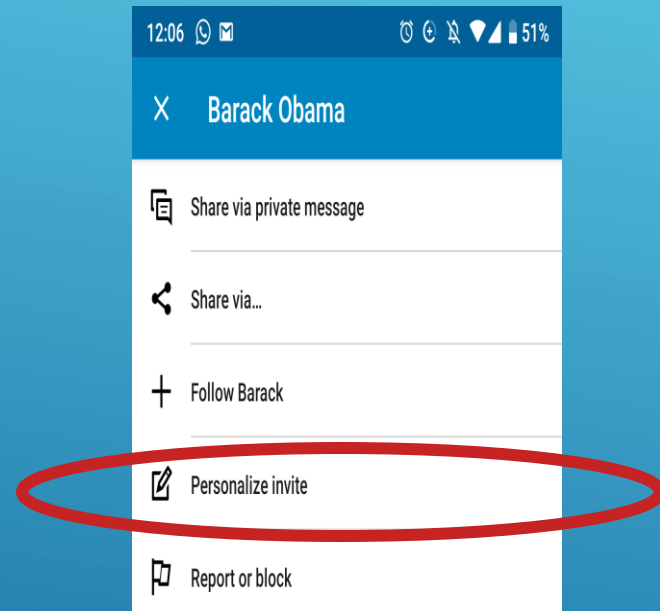 12:06 51%
Barack Obama
Share via private message
Share via...
Follow Barack
Personalize invite
Report or block